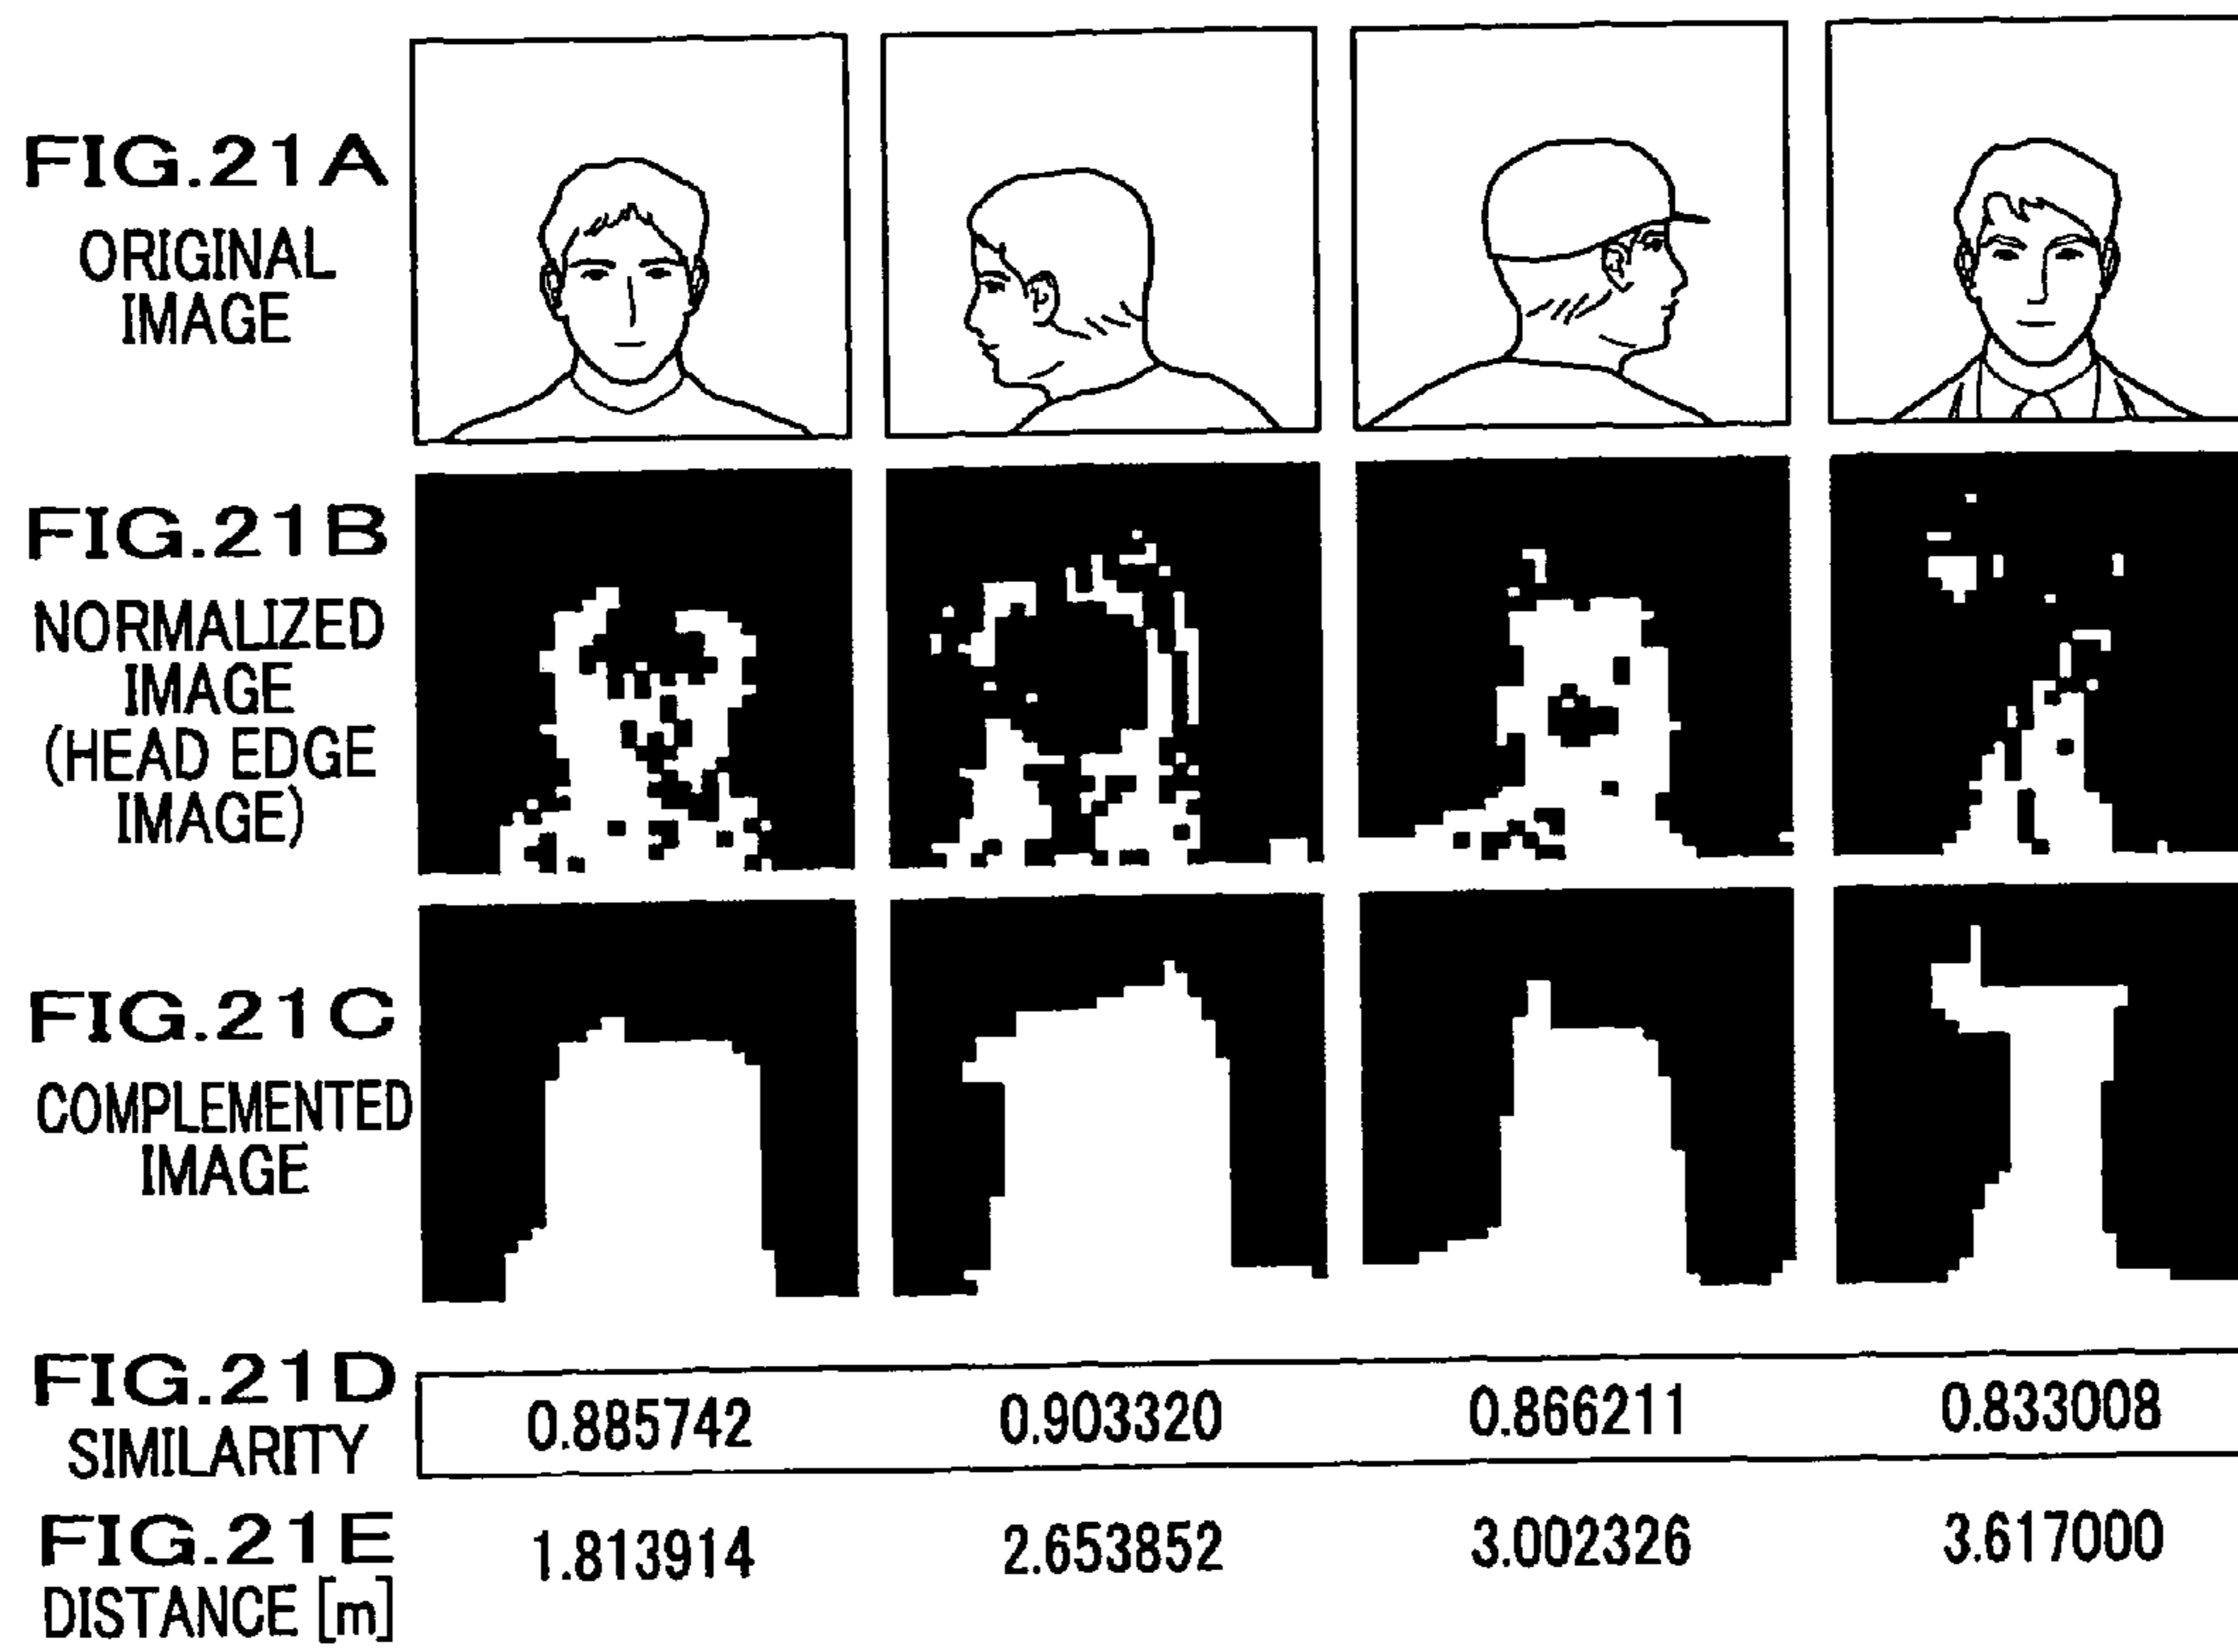 FIG.21A
ORIGINAL
IMAGE
FIG.21B
NORMALIZED
IMAGE
(HEAD EDGE
IMAGE)
FIG.21C
COMPLEMENTED
IMAGE
FIG.21D
SIMILARITY
0.885742 0.903320 0.866211 0.833008
FIG.21E
DISTANCE [m]
1.813914 2.653852 3.002326 3.617000